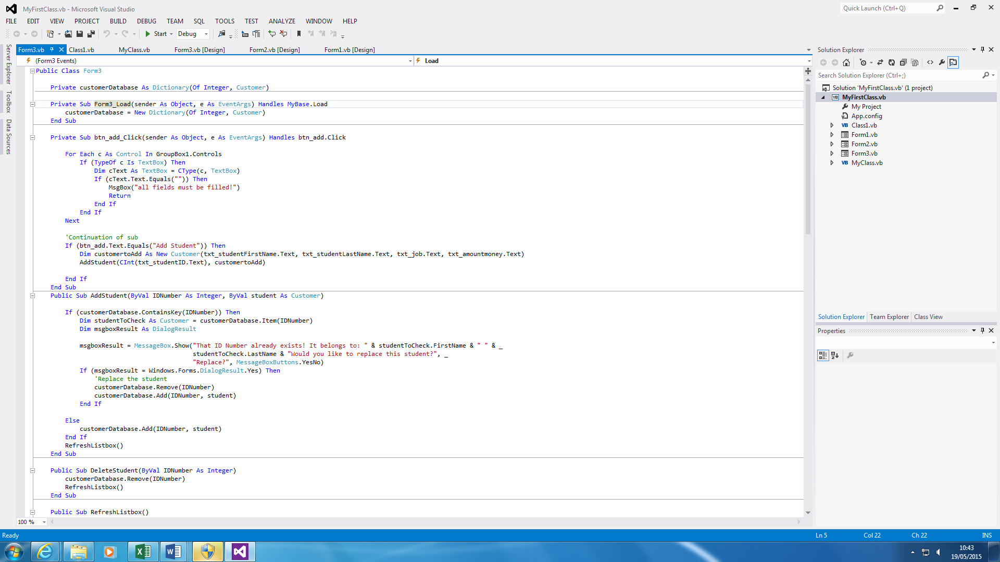 MyFirstClass.vb - Microsoft Visual Studio
Quick Launch (Ctrl+Q)
FILE EDIT VIEW PROJECT BUILD DEBUG TEAM SQL TOOLS TEST ANALYZE WINDOW HELP
Start Debug
Server Explorer
Toolbox
Data Sources
Form3.vb Class1.vb MyClass.vb Form3.vb [Design] Form2.vb [Design] Form1.vb [Design]
(Form3 Events) Load
Public Class Form3
Private customerDatabase As Dictionary(Of Integer, Customer)
Private Sub Form3_Load(sender As Object, e As EventArgs) Handles MyBase.Load
customerDatabase = New Dictionary(Of Integer, Customer)
End Sub
Private Sub btn_add_Click(sender As Object, e As EventArgs) Handles btn_add.Click
For Each c As Control In GroupBox1.Controls
If (TypeOf c Is TextBox) Then
Dim cText As TextBox = CType(c, TextBox)
If (cText.Text.Equals("")) Then
MsgBox("all fields must be filled!")
Return
End If
End If
Next
'Continuation of sub
If (btn_add.Text.Equals("Add Student")) Then
Dim customertoAdd As New Customer(txt_studentFirstName.Text, txt_studentLastName.Text, txt_job.Text, txt_amountmoney.Text)
AddStudent(CInt(txt_studentID.Text), customertoAdd)
End If
End Sub
Public Sub AddStudent(ByVal IDNumber As Integer, ByVal student As Customer)
If (customerDatabase.ContainsKey(IDNumber)) Then
Dim studentToCheck As Customer = customerDatabase.Item(IDNumber)
Dim msgboxResult As DialogResult
msgboxResult = MessageBox.Show("That ID Number already exists! It belongs to: " & studentToCheck.FirstName & " " & _
studentToCheck.LastName & "Would you like to replace this student?", _
"Replace?", MessageBoxButtons.YesNo)
If (msgboxResult = Windows.Forms.DialogResult.Yes) Then
'Replace the student
customerDatabase.Remove(IDNumber)
customerDatabase.Add(IDNumber, student)
End If
Else
customerDatabase.Add(IDNumber, student)
End If
RefreshListbox()
End Sub
Public Sub DeleteStudent(ByVal IDNumber As Integer)
customerDatabase.Remove(IDNumber)
RefreshListbox()
End Sub
Public Sub RefreshListbox()
100 %
Solution Explorer
Search Solution Explorer (Ctrl+;)
Solution 'MyFirstClass.vb' (1 project)
VB MyFirstClass.vb
My Project
App.config
VB Class1.vb
Form1.vb
Form2.vb
Form3.vb
VB MyClass.vb
Solution Explorer Team Explorer Class View
Properties
Ready Ln 5 Col 22 Ch 22 INS
10:43
19/05/2015